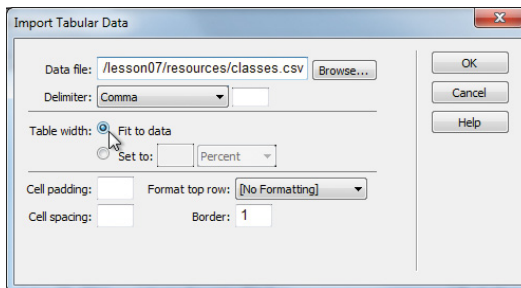 Import Tabular Data
Data file: /lesson07/resources/classes.csv Browse... OK
Delimiter: Comma Cancel
Table width: Fit to data Help
Set to: Percent
Cell padding: Format top row: [No Formatting]
Cell spacing: Border: 1